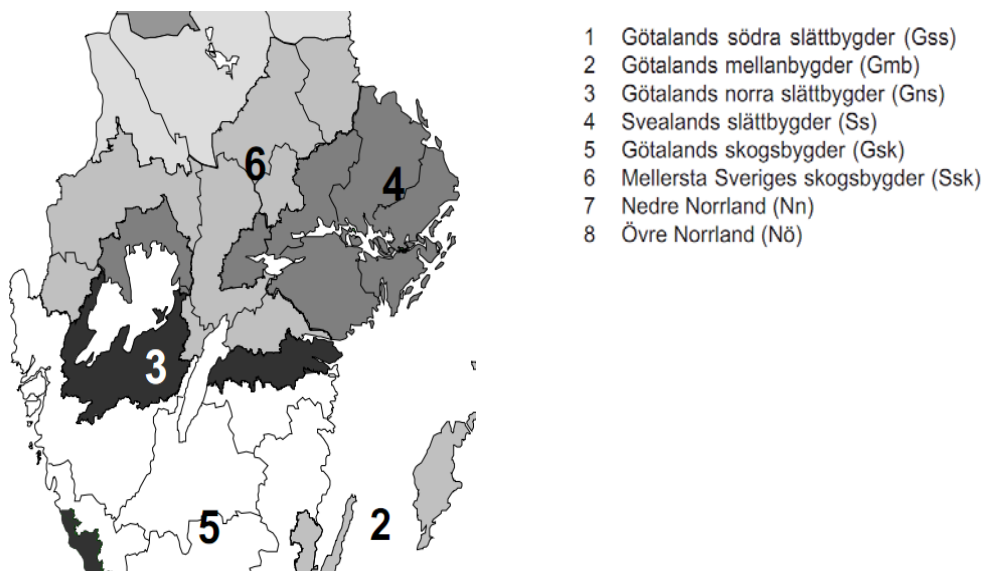 1 Götalands södra slättbygder (Gss)
2 Götalands mellanbygder (Gmb)
3 Götalands norra slättbygder (Gns)
4 Svealands slättbygder (Ss)
5 Götalands skogsbygder (Gsk)
6 Mellersta Sveriges skogsbygder (Ssk)
7 Nedre Norrland (Nn)
8 Övre Norrland (Nö)
6
4
3
5
2